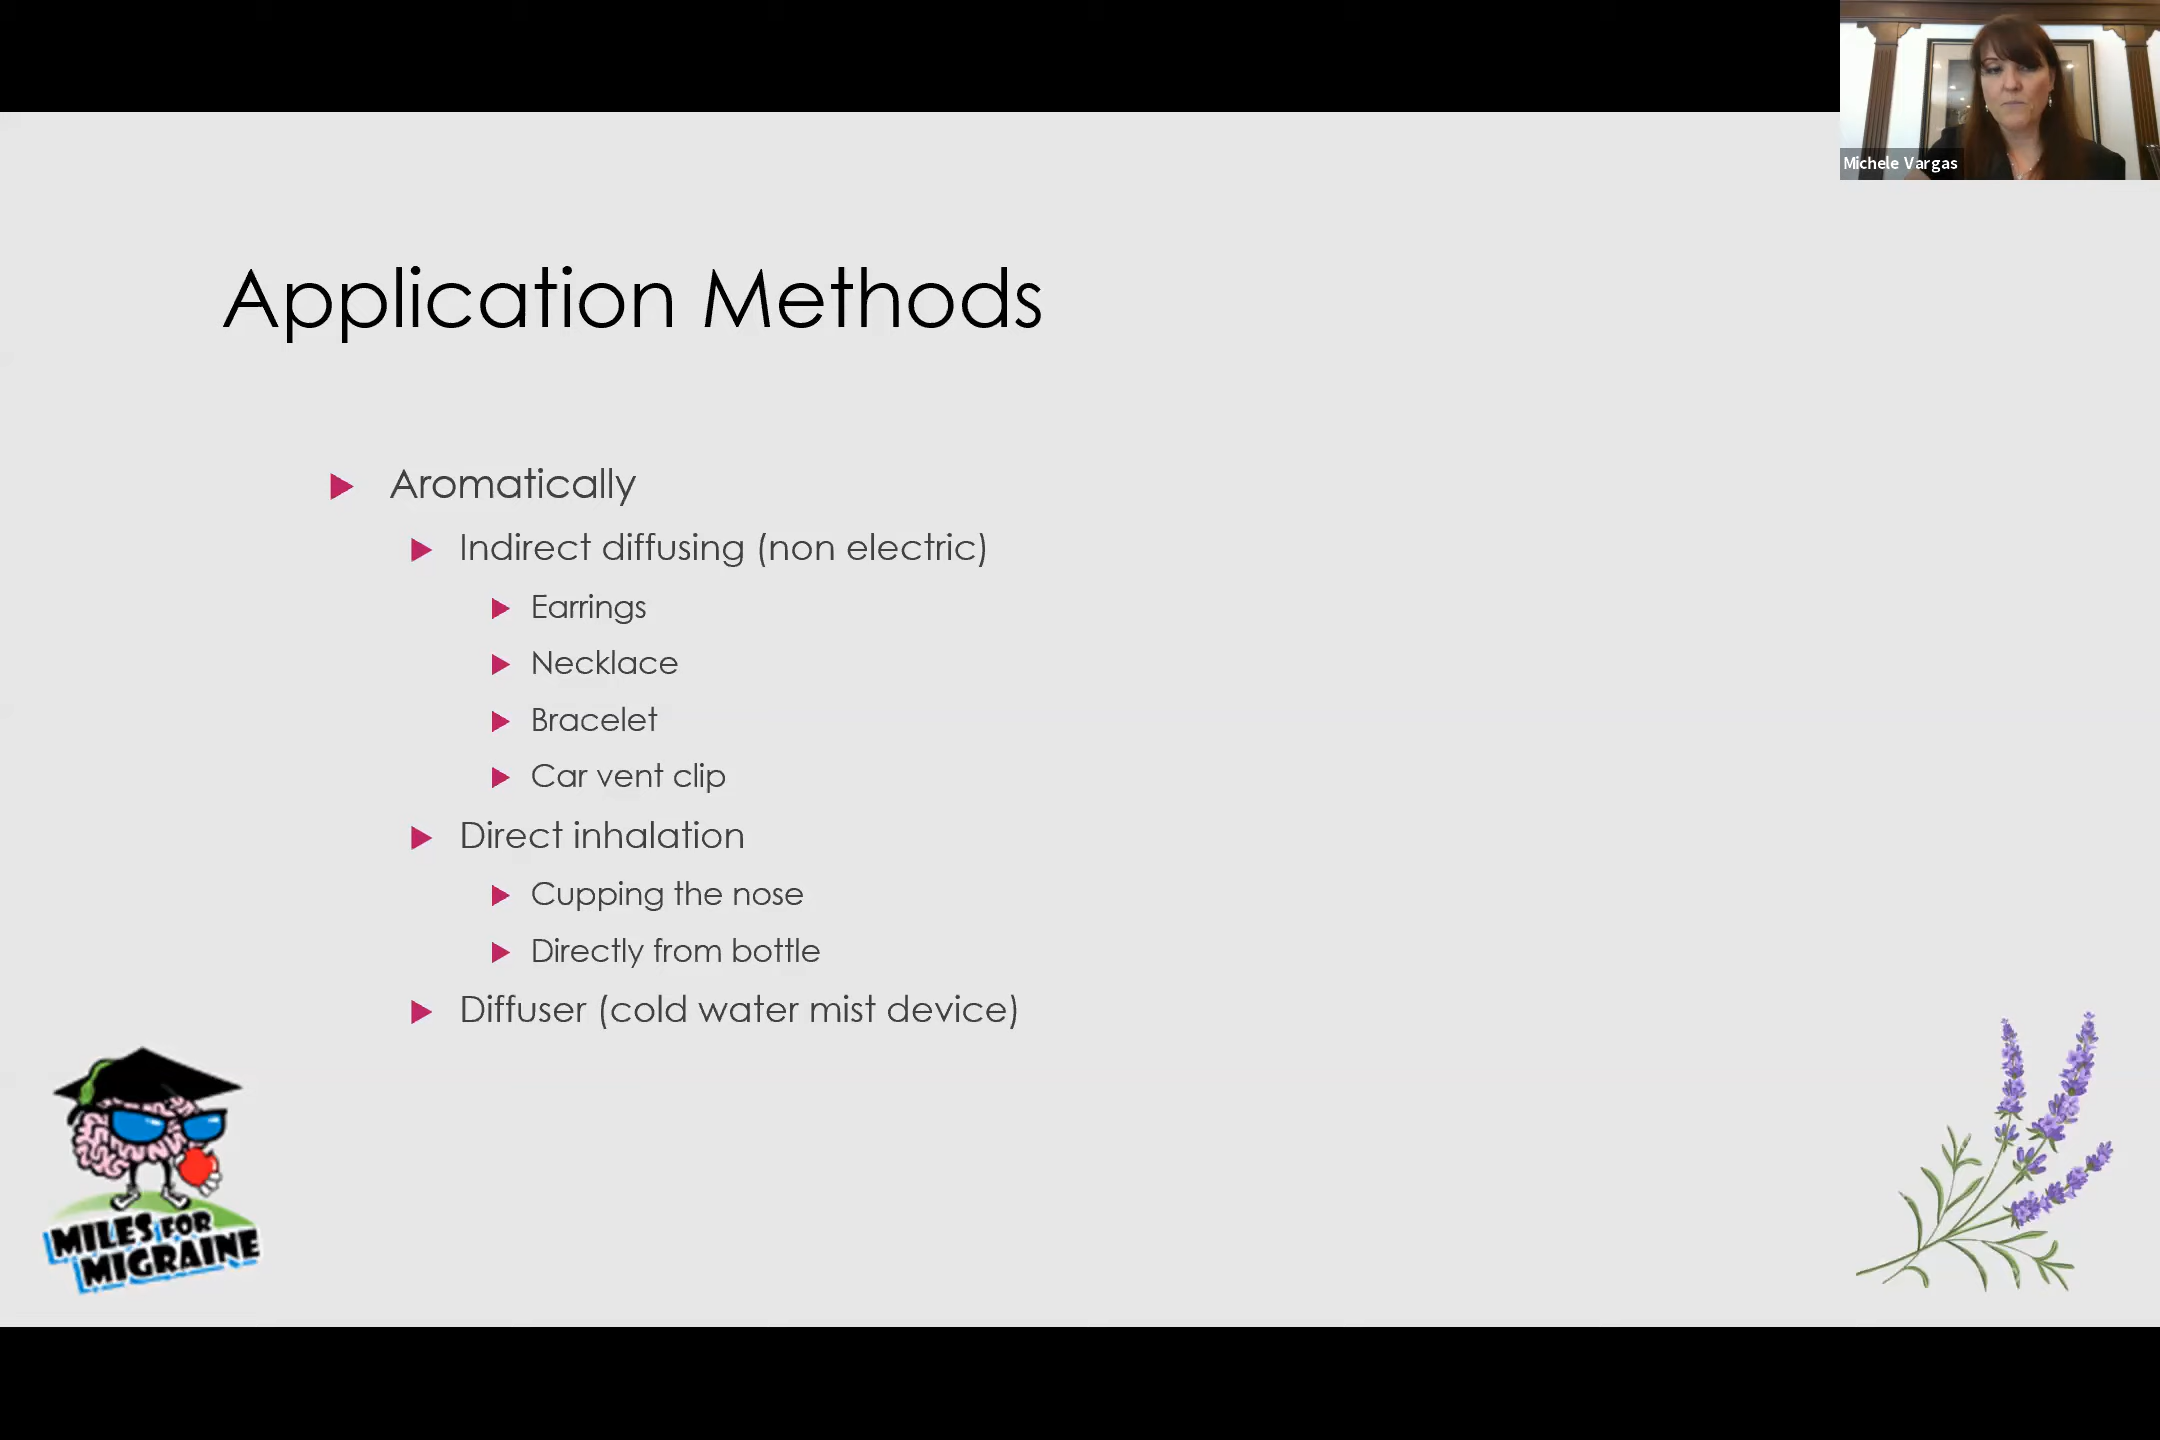 Michele Vargas
Application Methods
Aromatically
Indirect diffusing (non electric)
Earrings
Necklace
Bracelet
Car vent clip
Direct inhalation
Cupping the nose
Directly from bottle
Diffuser (cold water mist device)
MILES FOR
MIGRAINE